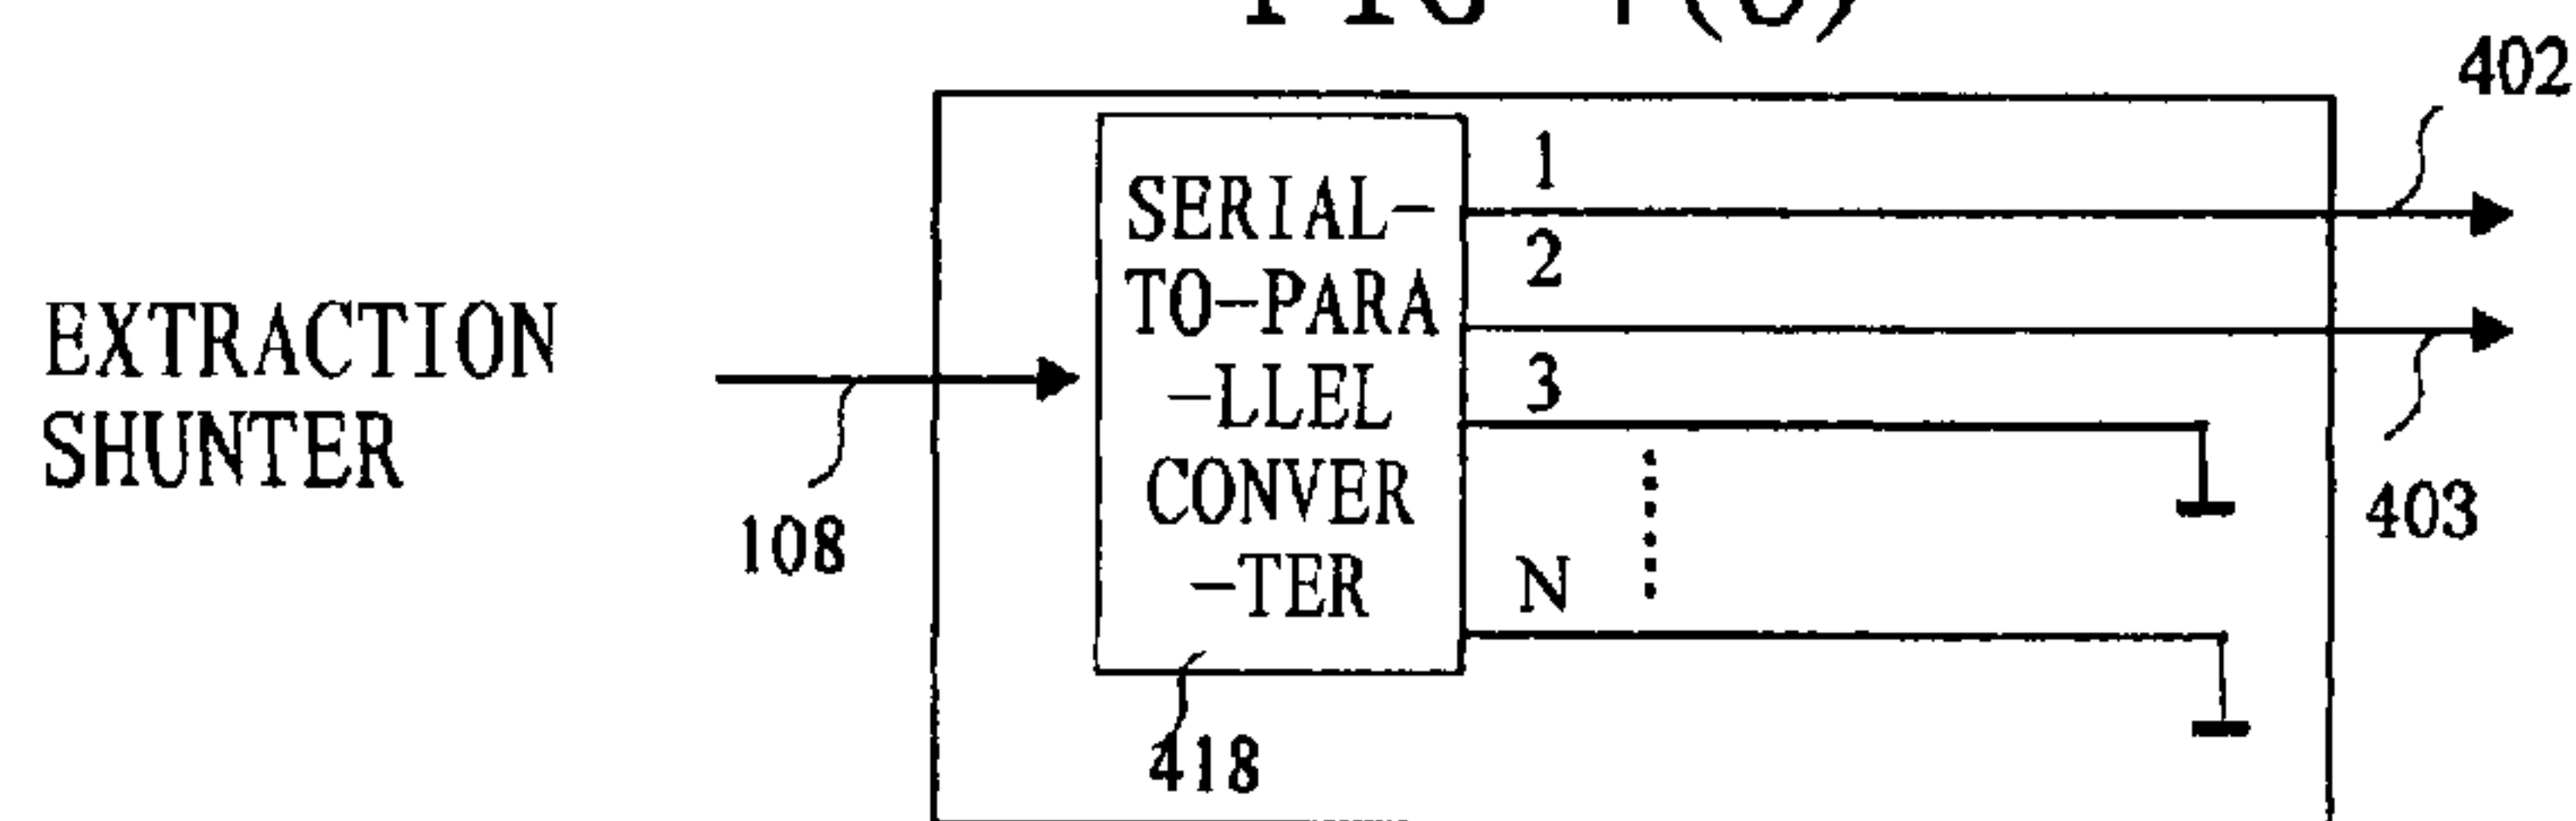 402
1
SERIAL-
TO-PARA
-LLEL
CONVER
-TER
2
3
N
EXTRACTION
SHUNTER
108
403
418